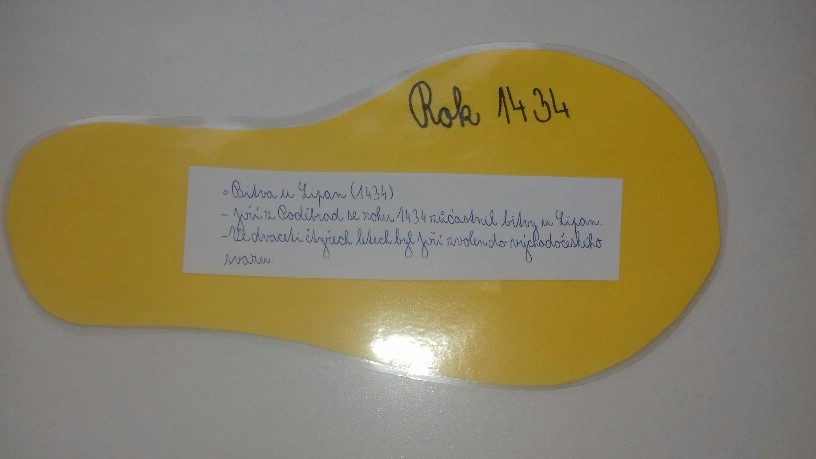 Rok 1434
• Bitva u Lipan (1434)
- Jiří z Poděbrad se roku 1434 zúčastnil bitvy u Lipan.
- Ve dvaceti čtyřech letech byl Jiří zvolen do východočeského
svazu.